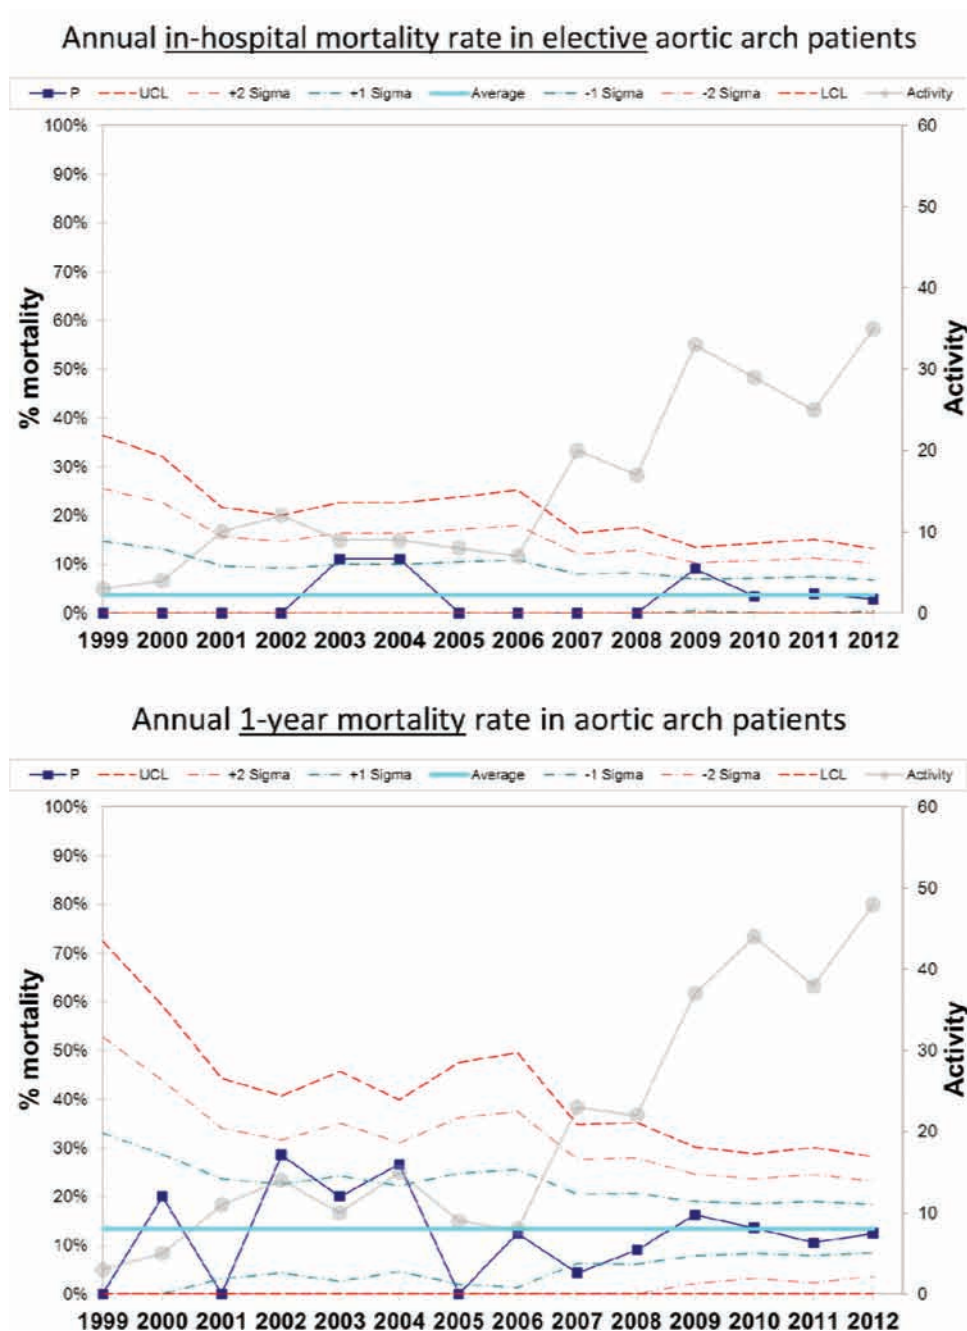 Annual in-hospital mortality rate in elective aortic arch patients
P UCL +2 Sigma +1 Sigma Average -1 Sigma -2 Sigma LCL Activity
100% 60
90%
80% 50
70%
60% 40
50% 30
40%
30% 20
20%
10% 10
0% 0
% mortality
Activity
1999 2000 2001 2002 2003 2004 2005 2006 2007 2008 2009 2010 2011 2012
Annual 1-year mortality rate in aortic arch patients
P UCL +2 Sigma +1 Sigma Average -1 Sigma -2 Sigma LCL Activity
100% 60
90%
80% 50
70%
60% 40
50% 30
40%
30% 20
20%
10% 10
0% 0
% mortality
Activity
1999 2000 2001 2002 2003 2004 2005 2006 2007 2008 2009 2010 2011 2012